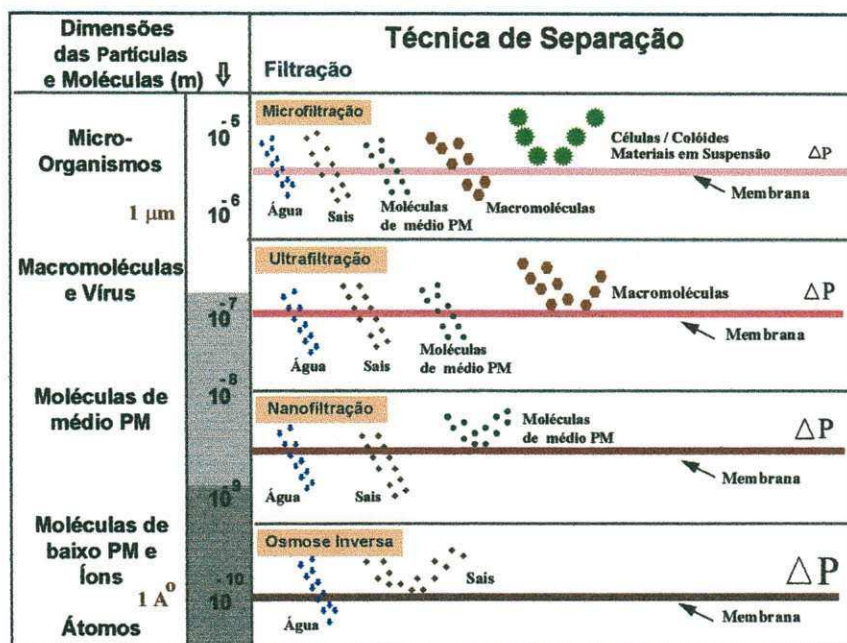 Dimensões
das Partículas
e Moléculas (m) ⇩
Técnica de Separação
Filtração
Micro-
Organismos
1 µm
Macromoléculas
e Vírus
Moléculas de
médio PM
Moléculas de
baixo PM e
Íons
1 A°
Átomos
10⁻⁵
10⁻⁶
10⁻⁷
10⁻⁸
10⁻⁹
10⁻¹⁰
Microfiltração
Água
Sais
Moléculas
de médio PM
Macromoléculas
Células / Colóides
Materiais em Suspensão
ΔP
Membrana
Ultrafiltração
Água
Sais
Moléculas
de médio PM
Macromoléculas
ΔP
Membrana
Nanofiltração
Água
Sais
Moléculas
de médio PM
ΔP
Membrana
Osmose Inversa
Água
Sais
ΔP
Membrana